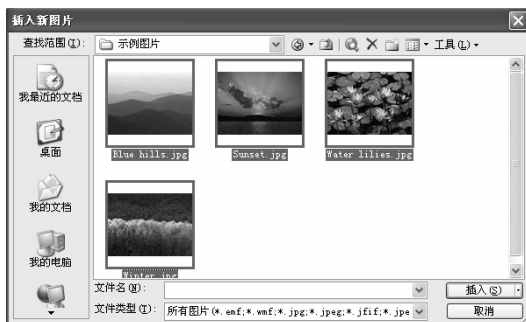 插入新图片
查找范围(I): 示例图片 工具(L)
我最近的文档
桌面
我的文档
我的电脑
Blue hills.jpg Sunset.jpg Water lilies.jpg
Winter.jpg
文件名(N): 插入(S)
文件类型(T): 所有图片(*.emf;*.wmf;*.jpg;*.jpeg;*.jfif;*.jpe 取消